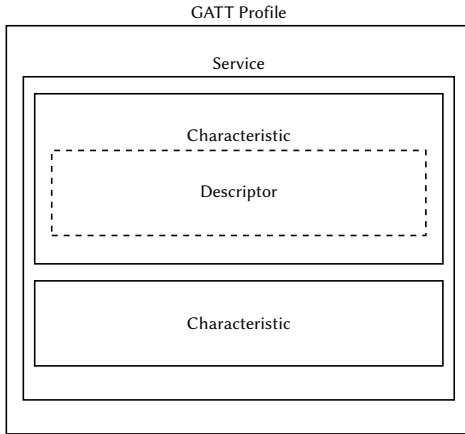 GATT Profile
Service
Characteristic
Descriptor
Characteristic